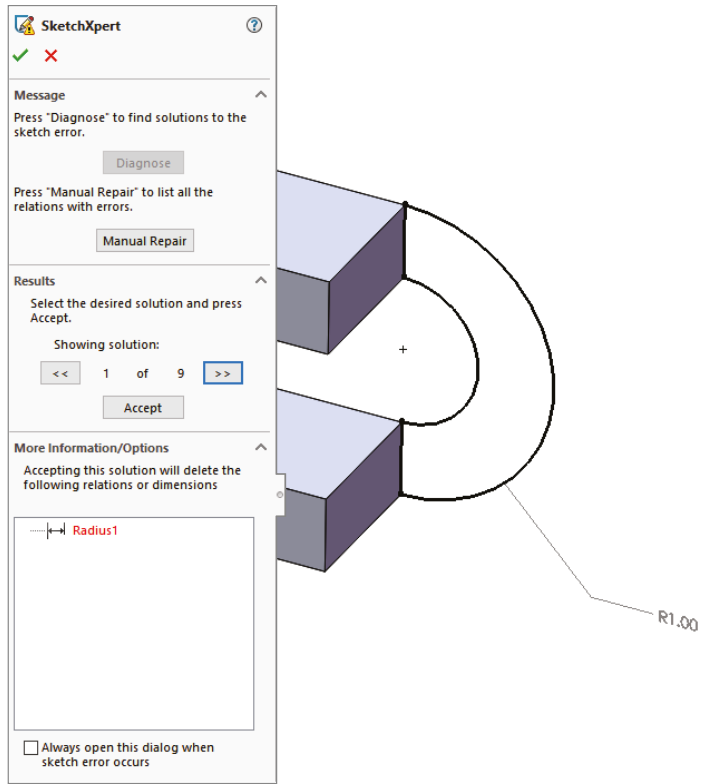 SketchXpert
Message
Press "Diagnose" to find solutions to the
sketch error.
Diagnose
Press "Manual Repair" to list all the
relations with errors.
Manual Repair
Results
Select the desired solution and press
Accept.
Showing solution:
<< 1 of 9 >>
Accept
More Information/Options
Accepting this solution will delete the
following relations or dimensions
Radius1
Always open this dialog when
sketch error occurs
R1.00